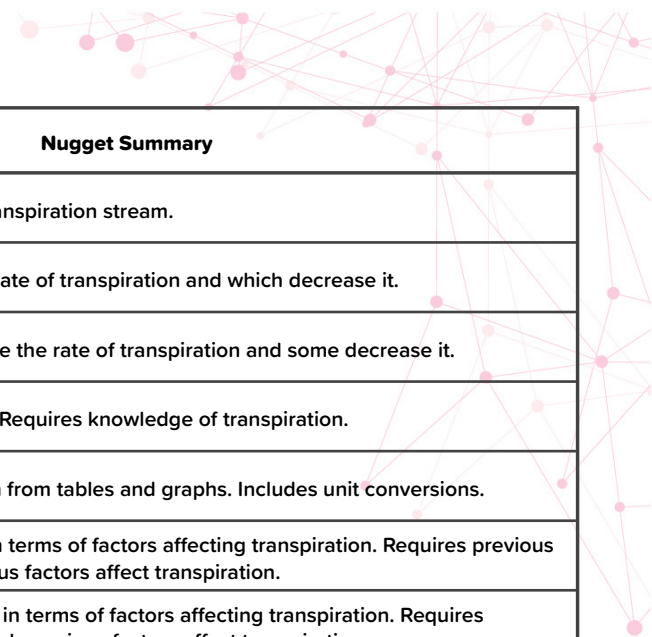 Nugget Summary
transpiration stream.
rate of transpiration and which decrease it.
e the rate of transpiration and some decrease it.
Requires knowledge of transpiration.
from tables and graphs. Includes unit conversions.
terms of factors affecting transpiration. Requires previous
us factors affect transpiration.
in terms of factors affecting transpiration. Requires